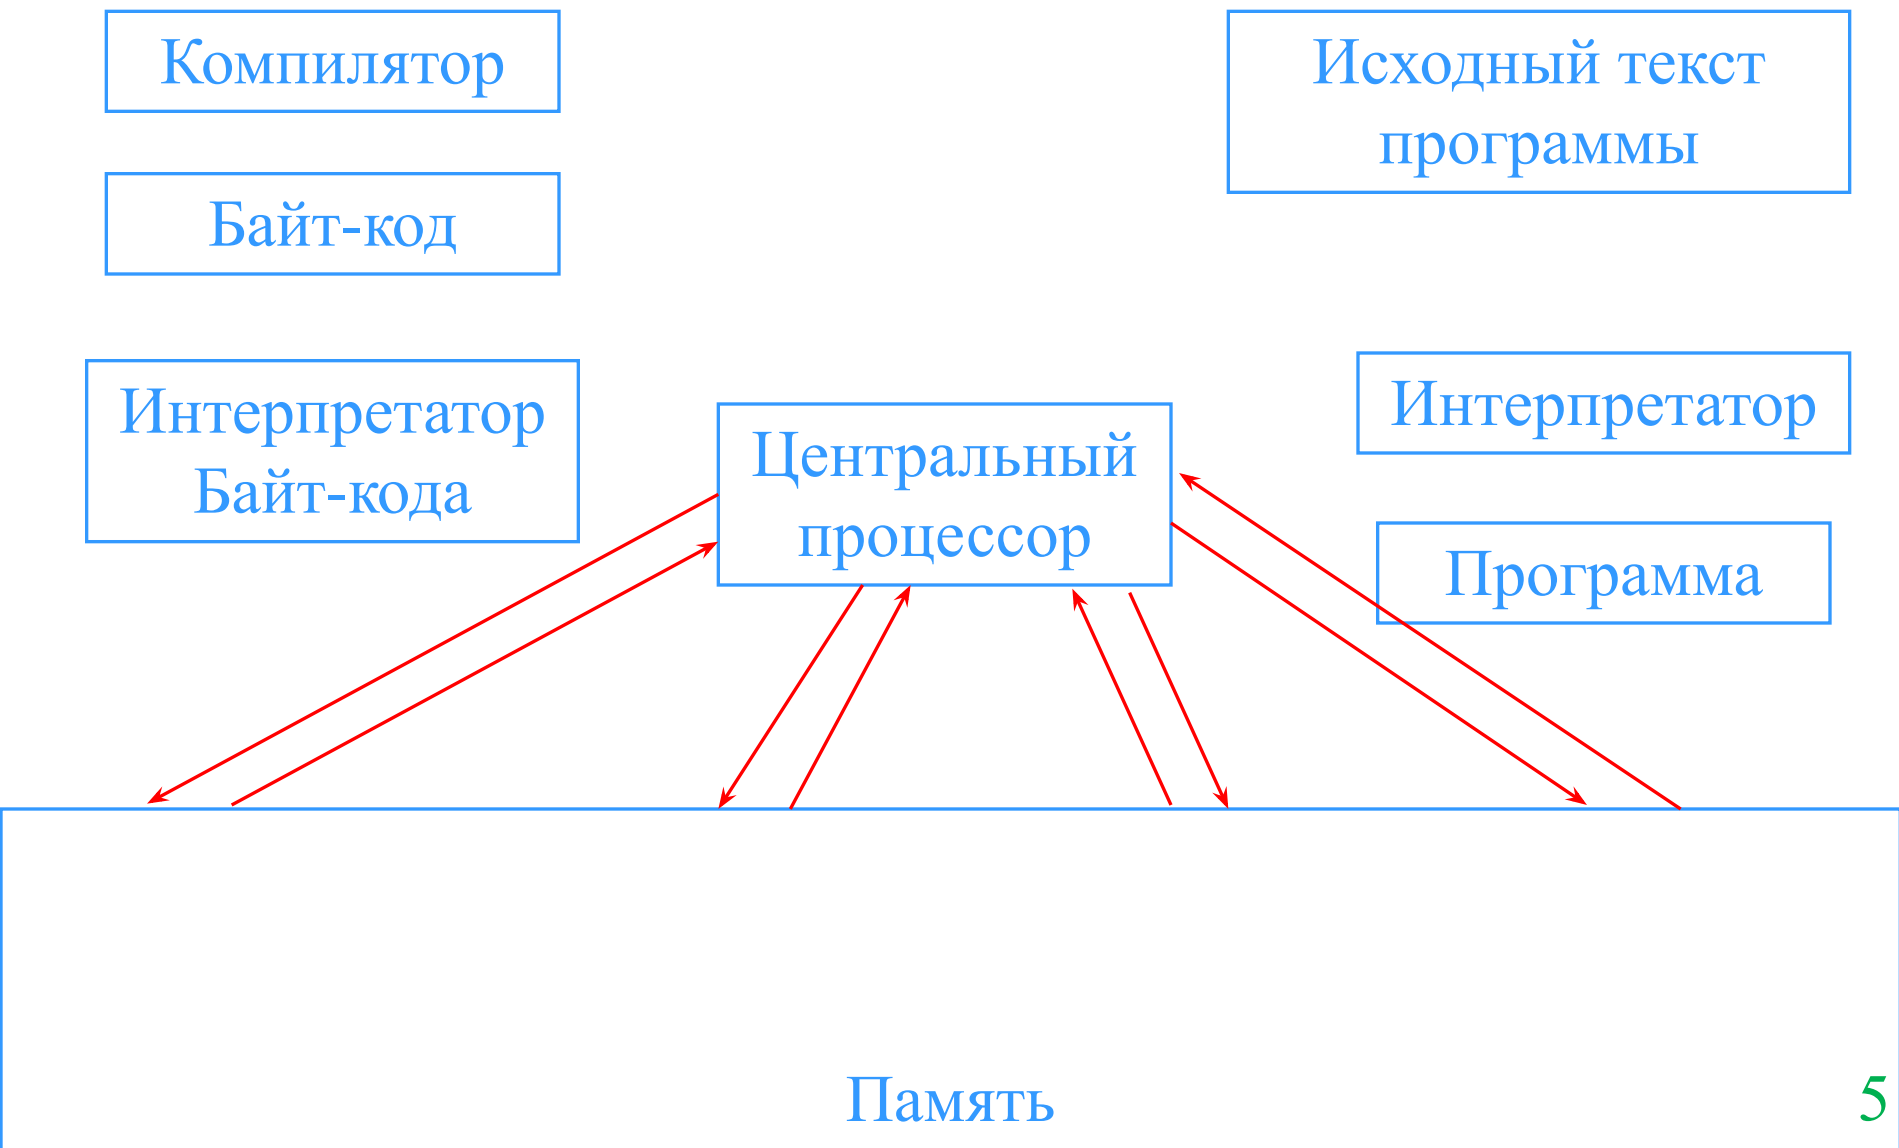 Компилятор
Исходный текст
программы
Байт-код
Интерпретатор
Байт-кода
Центральный
процессор
Интерпретатор
Программа
Память
5